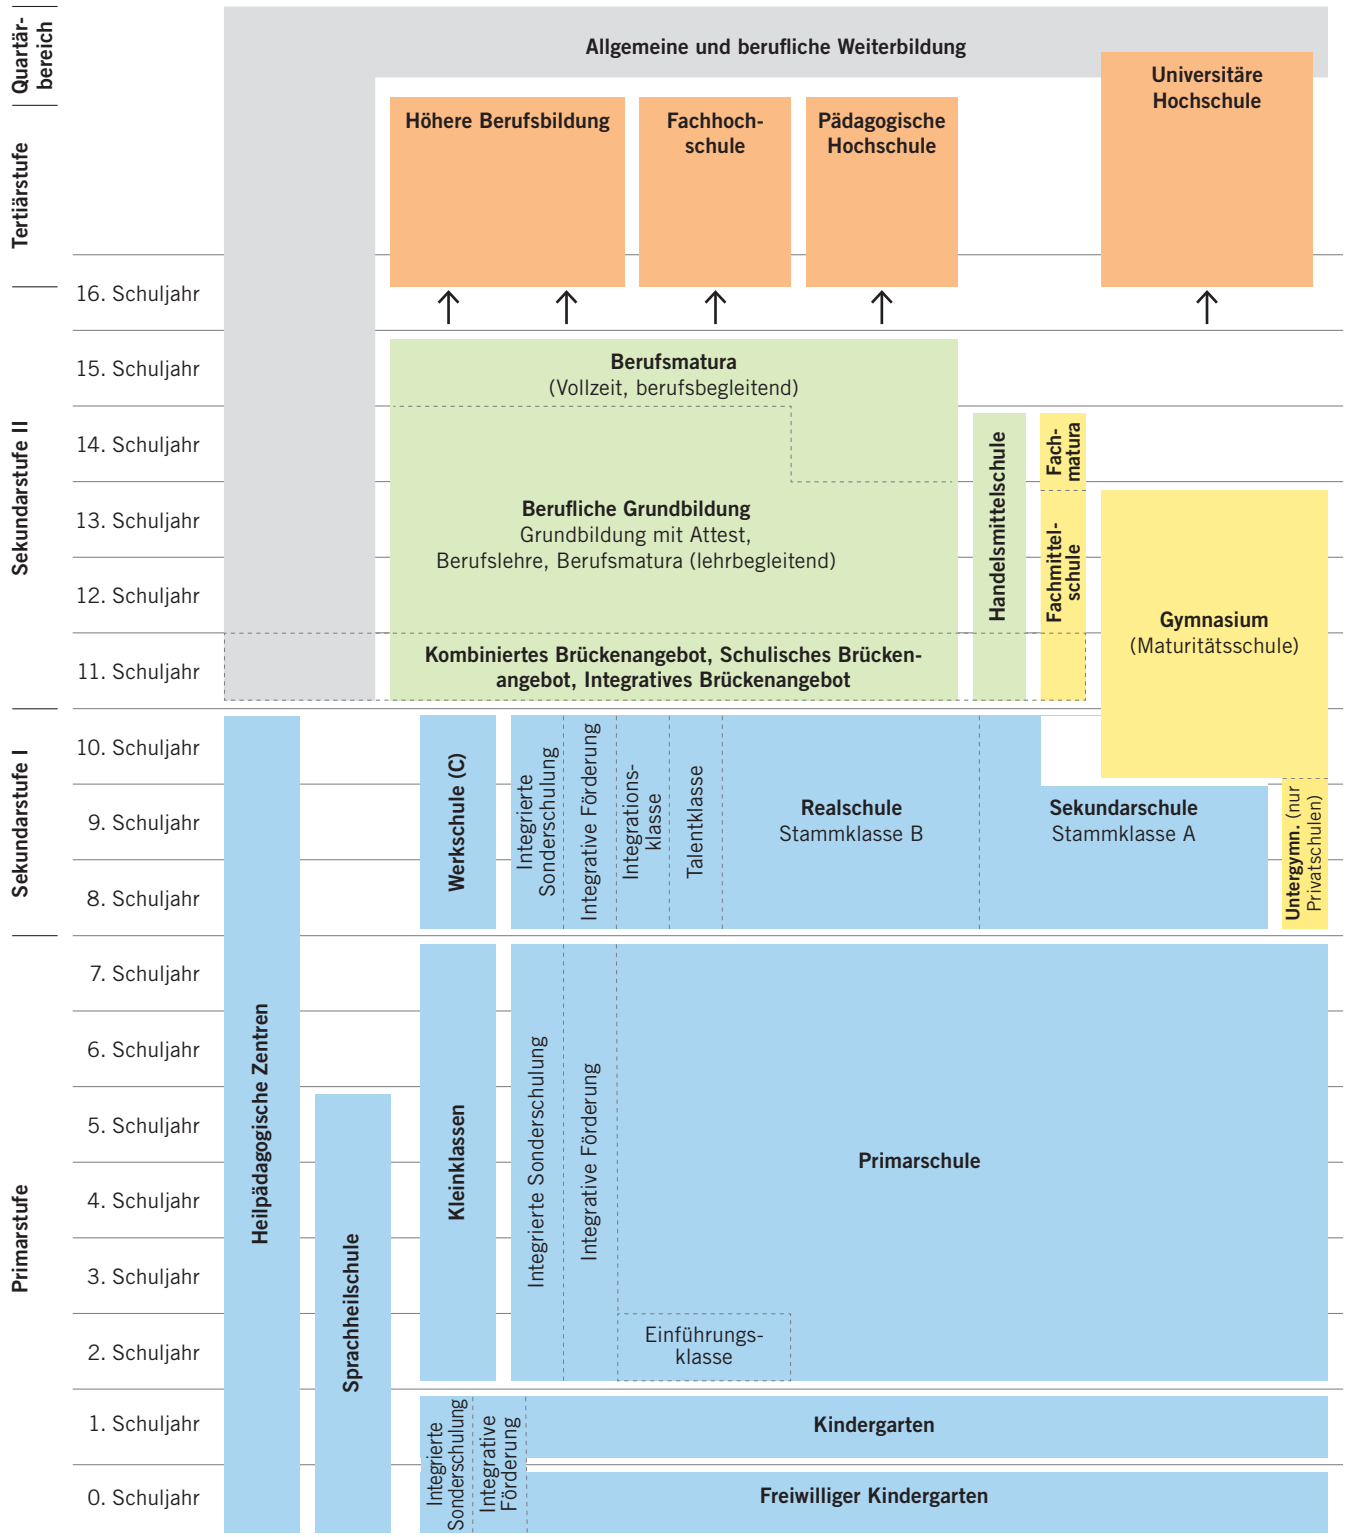 Quartär-
bereich
Allgemeine und berufliche Weiterbildung
Universitäre
Hochschule
Tertiärstufe
Höhere Berufsbildung
Fachhoch-
schule
Pädagogische
Hochschule
16. Schuljahr
Sekundarstufe II
15. Schuljahr
Berufsmatura
(Vollzeit, berufsbegleitend)
14. Schuljahr
13. Schuljahr
Berufliche Grundbildung
Grundbildung mit Attest,
Berufslehre, Berufsmatura (lehrbegleitend)
Handelsmittelschule
Fach-
matura
Fachmittel-
schule
Gymnasium
(Maturitätsschule)
12. Schuljahr
11. Schuljahr
Kombiniertes Brückenangebot, Schulisches Brücken-
angebot, Integratives Brückenangebot
Sekundarstufe I
10. Schuljahr
9. Schuljahr
8. Schuljahr
Werkschule (C)
Integrierte
Sonderschulung
Integrative Förderung
Integrations-
klasse
Talentklasse
Realschule
Stammklasse B
Sekundarschule
Stammklasse A
Untergymn. (nur
Privatschulen)
Primarstufe
7. Schuljahr
6. Schuljahr
5. Schuljahr
4. Schuljahr
3. Schuljahr
2. Schuljahr
Heilpädagogische Zentren
Sprachheilschule
Kleinklassen
Integrierte Sonderschulung
Integrative Förderung
Primarschule
Einführungs-
klasse
1. Schuljahr
Integrierte
Sonderschulung
Integrative
Förderung
Kindergarten
0. Schuljahr
Freiwilliger Kindergarten